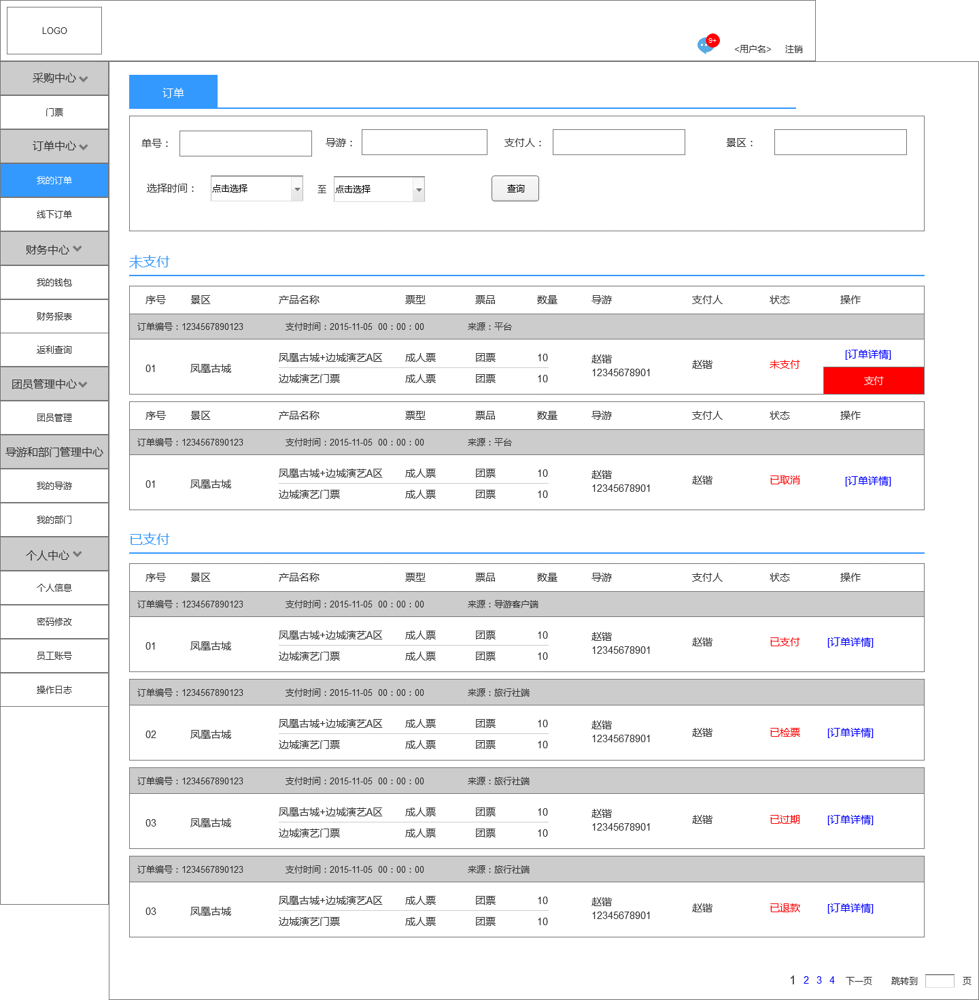 LOGO
9+
<用户名> 注销
采购中心
门票
订单中心
我的订单
线下订单
财务中心
我的钱包
财务报表
返利查询
团员管理中心
团员管理
导游和部门管理中心
我的导游
我的部门
个人中心
个人信息
密码修改
员工账号
操作日志
订单
单号： 导游： 支付人： 景区：
选择时间： 点击选择 至 点击选择 查询
未支付
序号 景区 产品名称 票型 票品 数量 导游 支付人 状态 操作
订单编号：1234567890123 支付时间：2015-11-05 00：00：00 来源：平台
01 凤凰古城 凤凰古城+边城演艺A区 成人票 团票 10 赵锴 赵锴 未支付 [订单详情]
边城演艺门票 成人票 团票 10 12345678901 支付
序号 景区 产品名称 票型 票品 数量 导游 支付人 状态 操作
订单编号：1234567890123 支付时间：2015-11-05 00：00：00 来源：平台
01 凤凰古城 凤凰古城+边城演艺A区 成人票 团票 10 赵锴 赵锴 已取消 [订单详情]
边城演艺门票 成人票 团票 10 12345678901
已支付
序号 景区 产品名称 票型 票品 数量 导游 支付人 状态 操作
订单编号：1234567890123 支付时间：2015-11-05 00：00：00 来源：导游客户端
01 凤凰古城 凤凰古城+边城演艺A区 成人票 团票 10 赵锴 赵锴 已支付 [订单详情]
边城演艺门票 成人票 团票 10 12345678901
订单编号：1234567890123 支付时间：2015-11-05 00：00：00 来源：旅行社端
02 凤凰古城 凤凰古城+边城演艺A区 成人票 团票 10 赵锴 赵锴 已检票 [订单详情]
边城演艺门票 成人票 团票 10 12345678901
订单编号：1234567890123 支付时间：2015-11-05 00：00：00 来源：旅行社端
03 凤凰古城 凤凰古城+边城演艺A区 成人票 团票 10 赵锴 赵锴 已过期 [订单详情]
边城演艺门票 成人票 团票 10 12345678901
订单编号：1234567890123 支付时间：2015-11-05 00：00：00 来源：旅行社端
03 凤凰古城 凤凰古城+边城演艺A区 成人票 团票 10 赵锴 赵锴 已退款 [订单详情]
边城演艺门票 成人票 团票 10 12345678901
1 2 3 4 下一页 跳转到 页